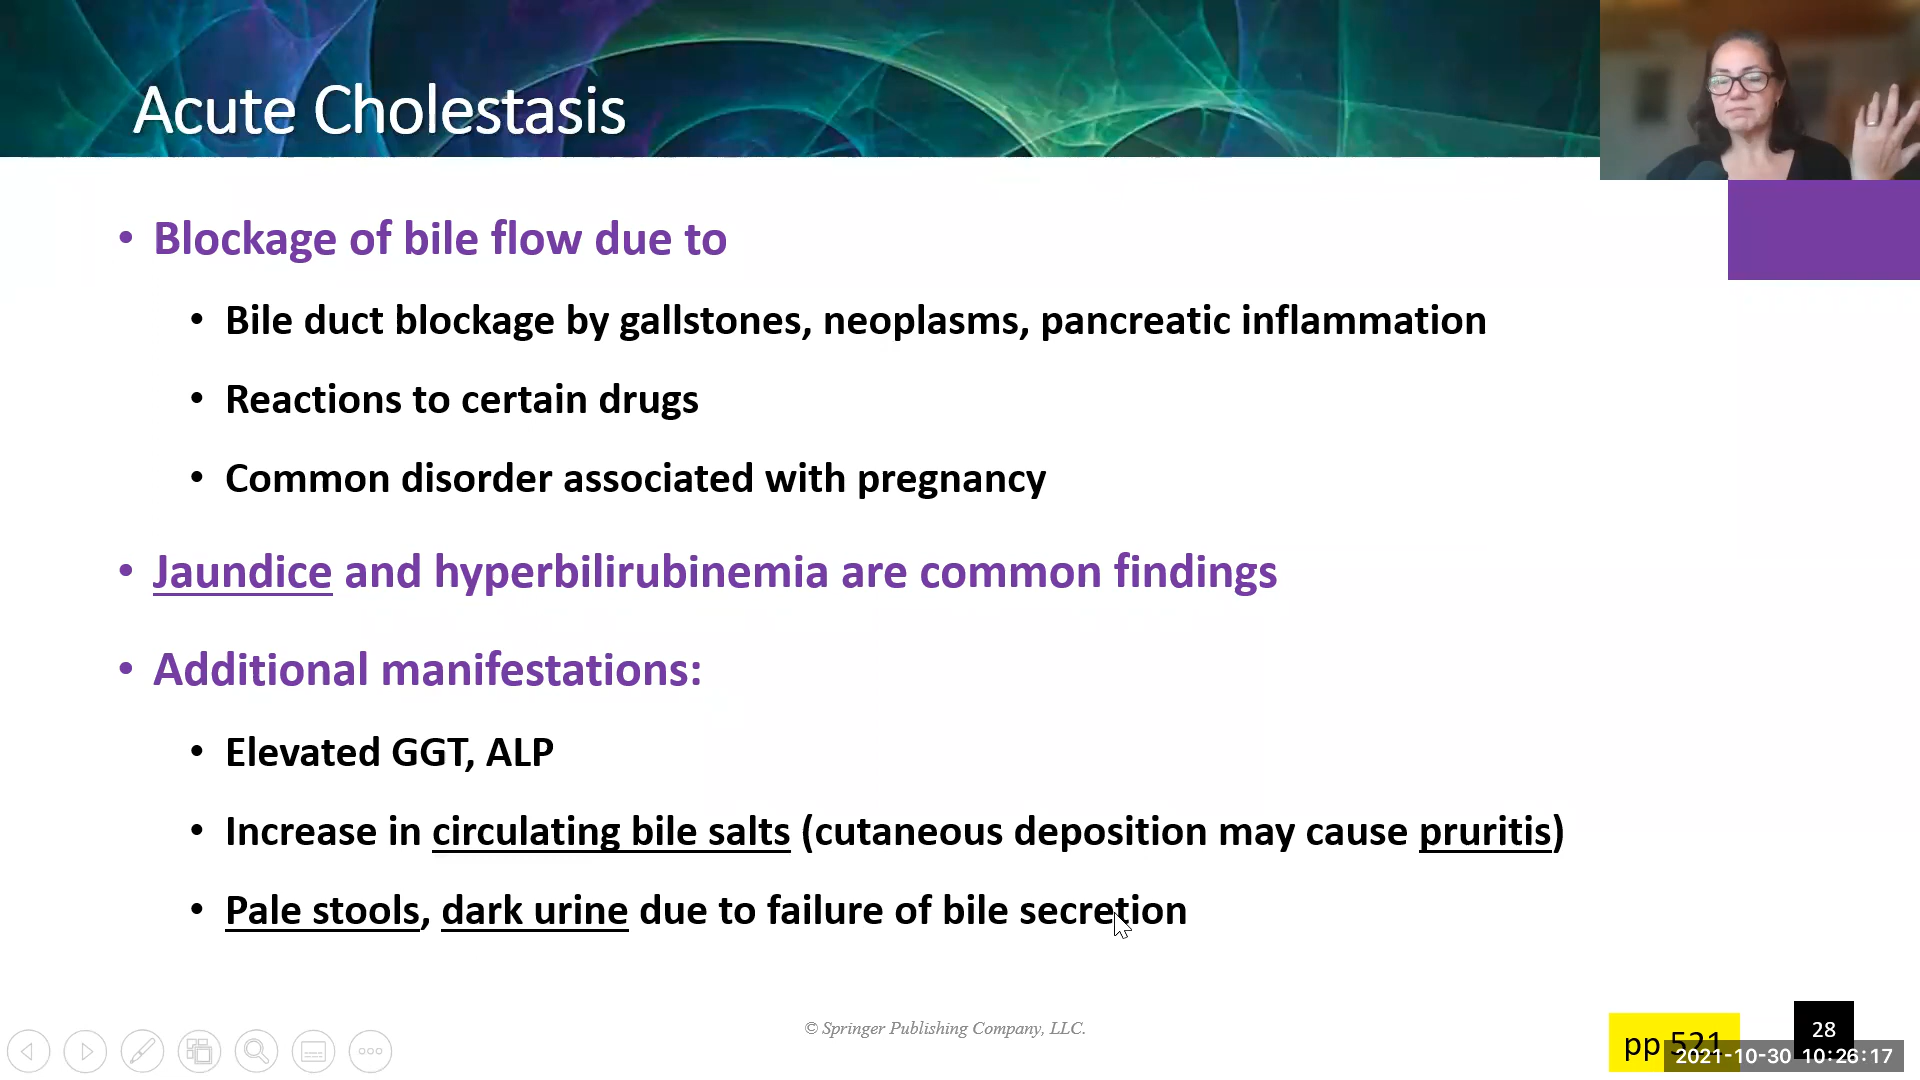 Acute Cholestasis
• Blockage of bile flow due to
• Bile duct blockage by gallstones, neoplasms, pancreatic inflammation
• Reactions to certain drugs
• Common disorder associated with pregnancy
• Jaundice and hyperbilirubinemia are common findings
• Additional manifestations:
• Elevated GGT, ALP
• Increase in circulating bile salts (cutaneous deposition may cause pruritis)
• Pale stools, dark urine due to failure of bile secretion
© Springer Publishing Company, LLC.
pp 521
28
2021-10-30 10:26:17